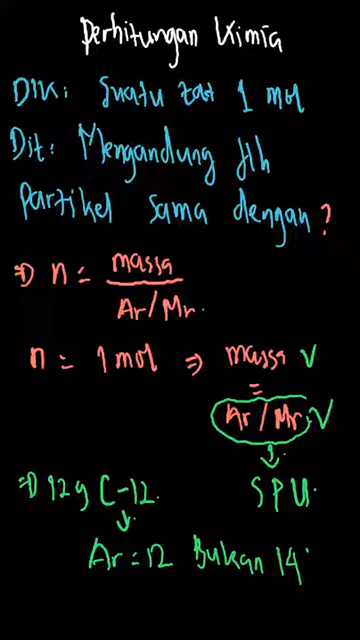 Perhitungan Kimia
Dik: Suatu zat 1 mol
Dit: Mengandung Jlh
Partikel sama dengan?
⇒ n = massa / Ar/Mr.
n = 1 mol ⇒ massa V
=
Ar/Mr. V
↓
⇒ 12 g C-12. SPU.
↓
Ar = 12 Bukan 14